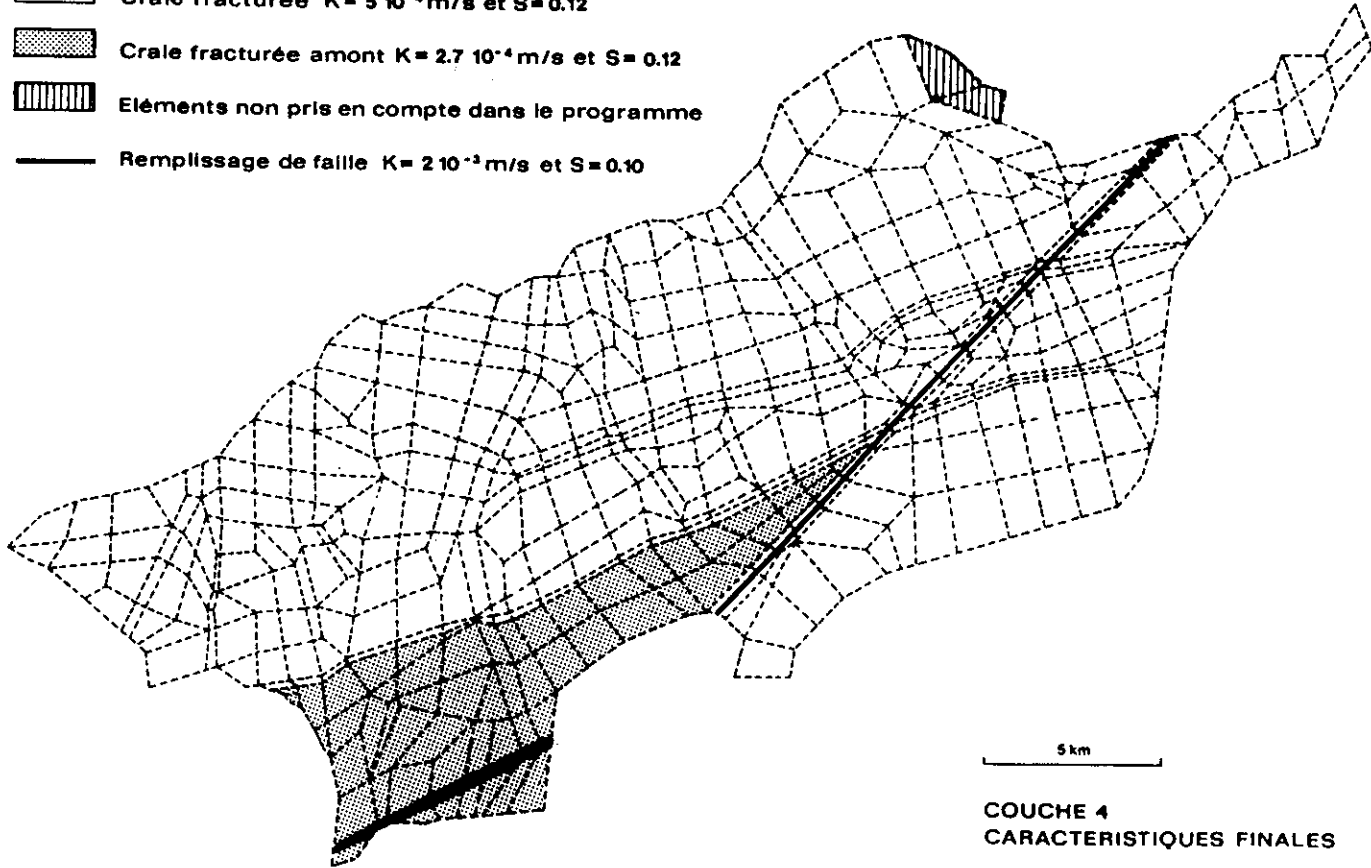 Craie fracturée K= 5 10⁻⁴ m/s et S=0.12
Craie fracturée amont K= 2.7 10⁻⁴ m/s et S= 0.12
Eléments non pris en compte dans le programme
Remplissage de faille K= 2 10⁻³ m/s et S=0.10
5 km
COUCHE 4
CARACTERISTIQUES FINALES